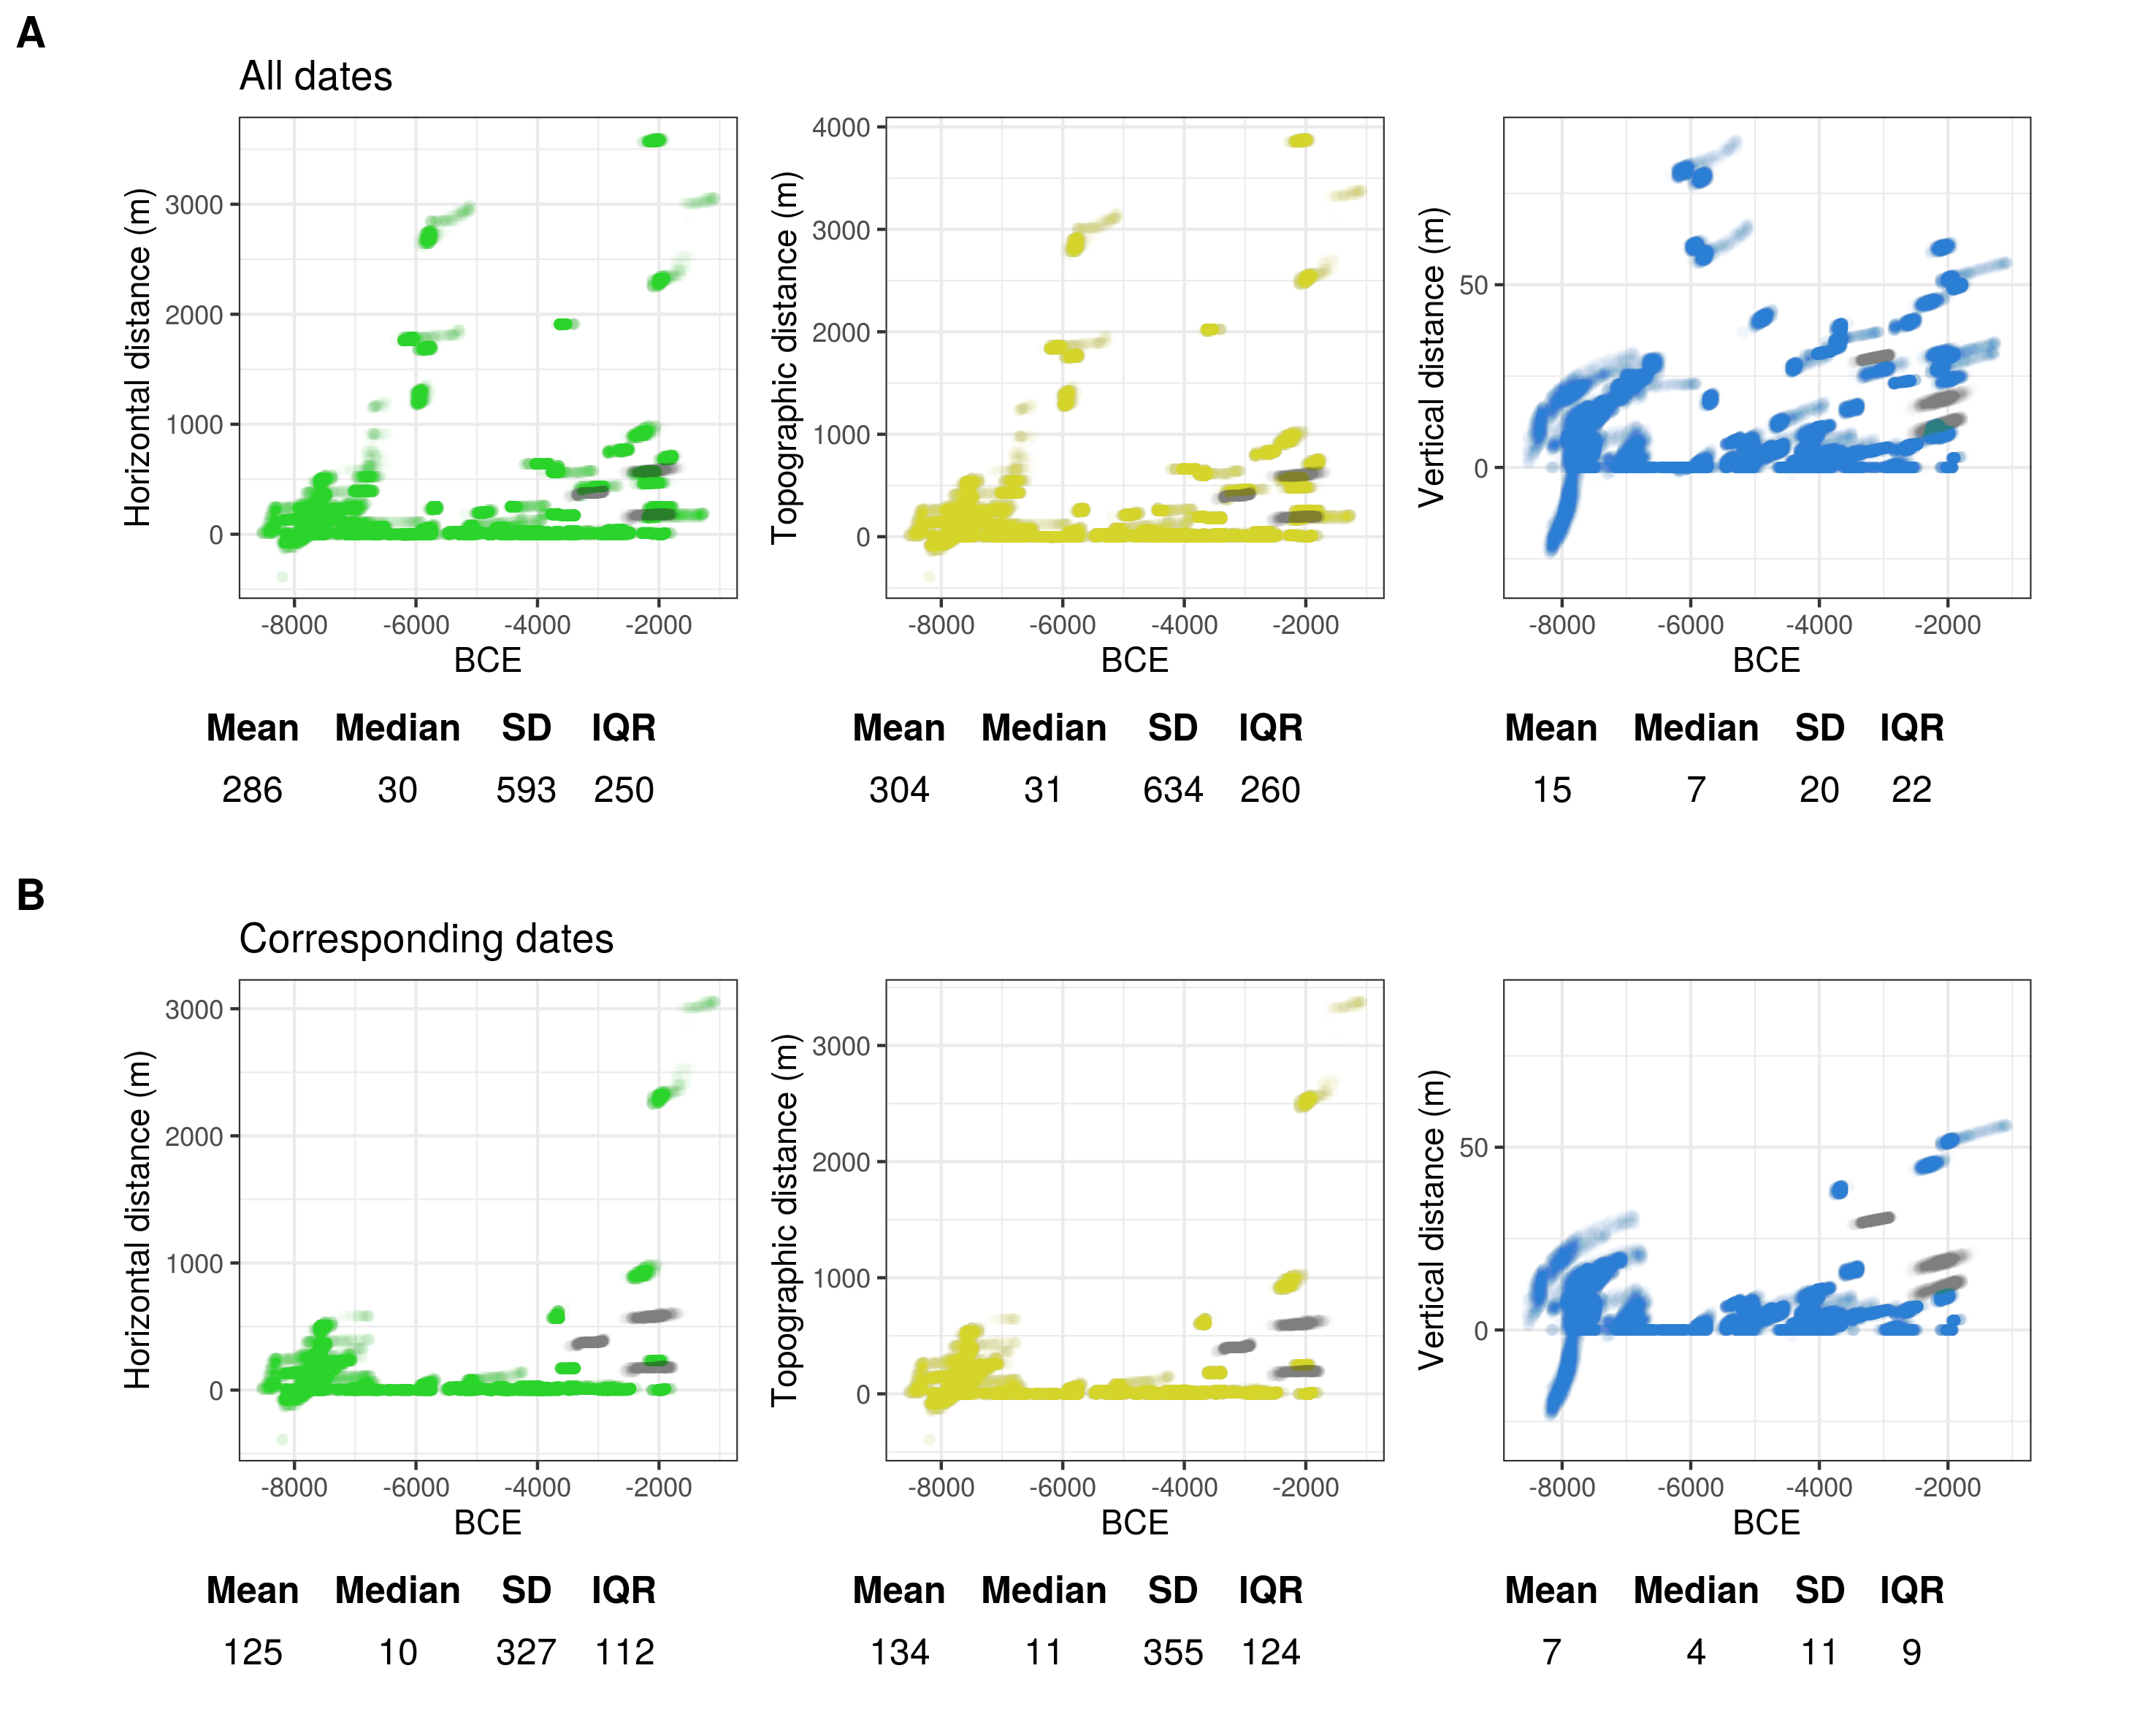 A
All dates
Horizontal distance (m)
3000
2000
1000
0
-8000 -6000 -4000 -2000
BCE
Topographic distance (m)
4000
3000
2000
1000
0
-8000 -6000 -4000 -2000
BCE
Vertical distance (m)
50
0
-8000 -6000 -4000 -2000
BCE
Mean Median SD IQR
286 30 593 250
Mean Median SD IQR
304 31 634 260
Mean Median SD IQR
15 7 20 22
B
Corresponding dates
Horizontal distance (m)
3000
2000
1000
0
-8000 -6000 -4000 -2000
BCE
Topographic distance (m)
3000
2000
1000
0
-8000 -6000 -4000 -2000
BCE
Vertical distance (m)
50
0
-8000 -6000 -4000 -2000
BCE
Mean Median SD IQR
125 10 327 112
Mean Median SD IQR
134 11 355 124
Mean Median SD IQR
7 4 11 9